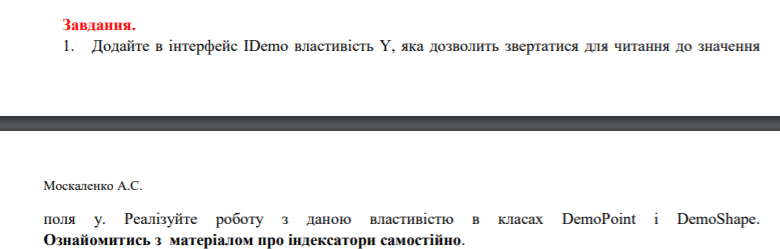 Завдання.
1. Додайте в інтерфейс IDemo властивість Y, яка дозволить звертатися для читання до значення
Москаленко А.С.
поля y. Реалізуйте роботу з даною властивістю в класах DemoPoint і DemoShape.
Ознайомитись з матеріалом про індексатори самостійно.